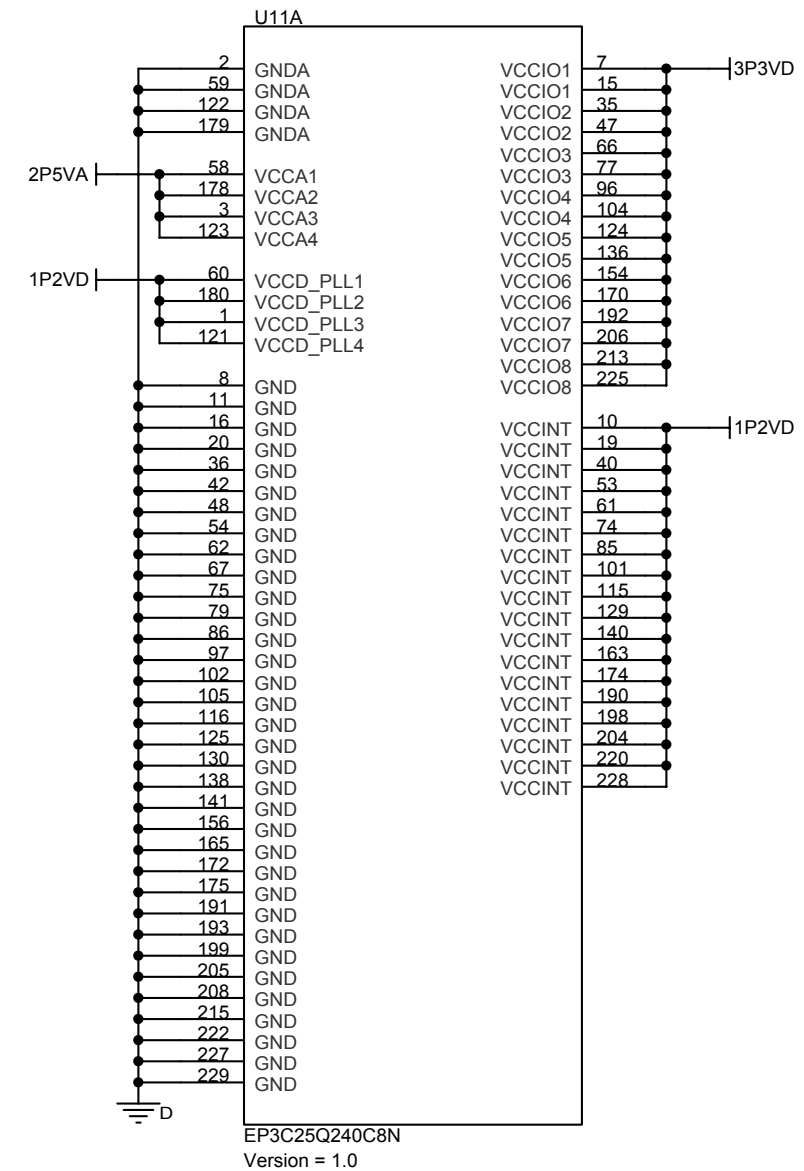 U11A
2 GNDA VCCIO1 7 3P3VD
59 GNDA VCCIO1 15
122 GNDA VCCIO2 35
179 GNDA VCCIO2 47
VCCIO3 66
2P5VA 58 VCCA1 VCCIO3 77
178 VCCA2 VCCIO4 96
3 VCCA3 VCCIO4 104
123 VCCA4 VCCIO5 124
VCCIO5 136
1P2VD 60 VCCD_PLL1 VCCIO6 154
180 VCCD_PLL2 VCCIO6 170
1 VCCD_PLL3 VCCIO7 192
121 VCCD_PLL4 VCCIO7 206
VCCIO8 213
8 GND VCCIO8 225
11 GND
16 GND VCCINT 10 1P2VD
20 GND VCCINT 19
36 GND VCCINT 40
42 GND VCCINT 53
48 GND VCCINT 61
54 GND VCCINT 74
62 GND VCCINT 85
67 GND VCCINT 101
75 GND VCCINT 115
79 GND VCCINT 129
86 GND VCCINT 140
97 GND VCCINT 163
102 GND VCCINT 174
105 GND VCCINT 190
116 GND VCCINT 198
125 GND VCCINT 204
130 GND VCCINT 220
138 GND VCCINT 228
141 GND
156 GND
165 GND
172 GND
175 GND
191 GND
193 GND
199 GND
205 GND
208 GND
215 GND
222 GND
227 GND
229 GND
D
EP3C25Q240C8N
Version = 1.0